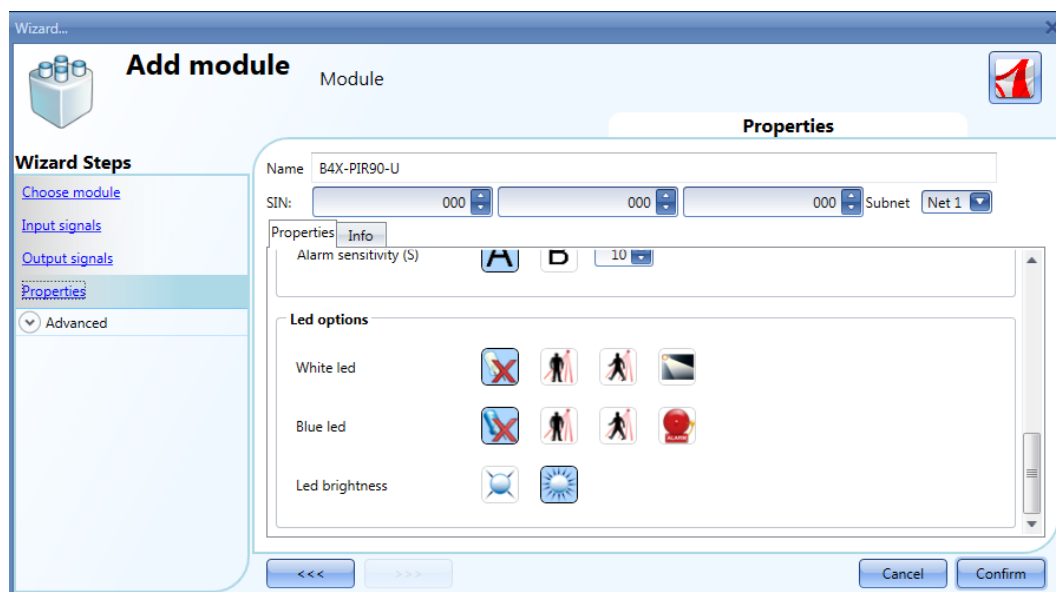 Wizard...
Add module
Module
Properties
Wizard Steps
Choose module
Input signals
Output signals
Properties
Advanced
Name B4X-PIR90-U
SIN: 000 000 000 Subnet Net 1
Properties Info
Alarm sensitivity (S) A B 10
Led options
White led
Blue led
ALARM
Led brightness
<<< >>> Cancel Confirm